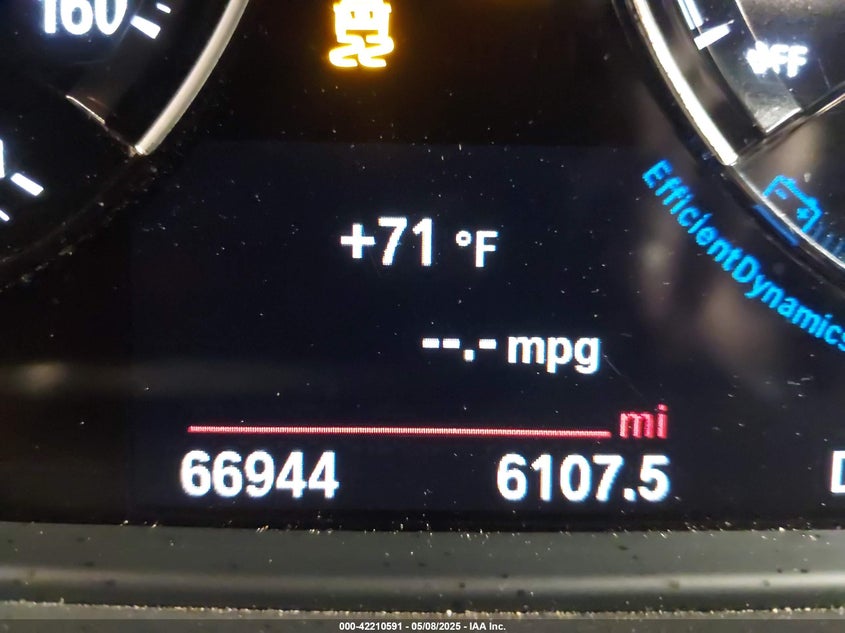 160
OFF
+71 °F
EfficientDynamics
--.- mpg
mi
66944 6107.5
000-42210591 - 05/08/2025 - IAA Inc.